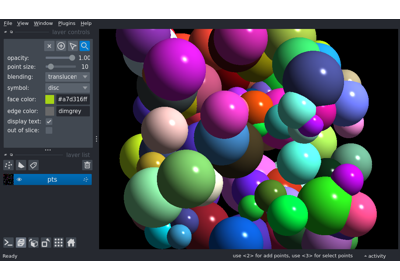 File View Window Plugins Help
layer controls
opacity: 1.00
point size: 10
blending: translucen
symbol: disc
face color: #a7d316ff
edge color: dimgrey
display text:
out of slice:
layer list
pts
Ready use <2> for add points, use <3> for select points activity